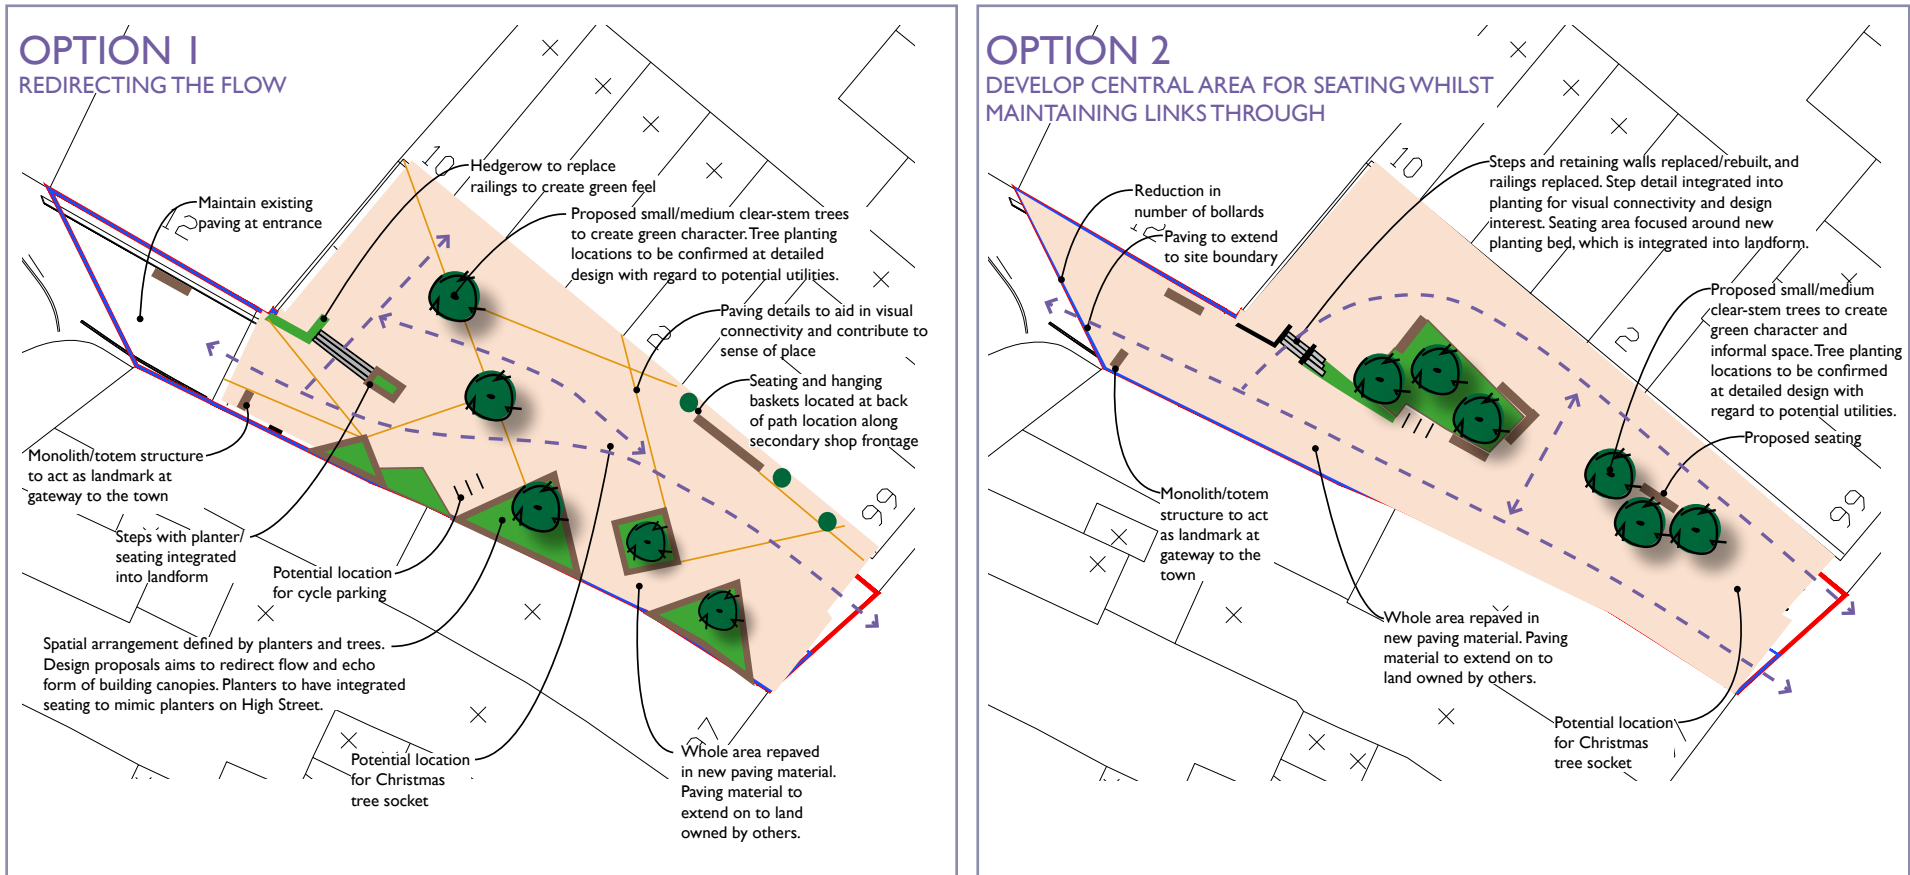 OPTION 1
REDIRECTING THE FLOW
10
Hedgerow to replace
railings to create green feel
Maintain existing
paving at entrance
12
Proposed small/medium clear-stem trees
to create green character. Tree planting
locations to be confirmed at detailed
design with regard to potential utilities.
Paving details to aid in visual
connectivity and contribute to
sense of place
2
Seating and hanging
baskets located at back
of path location along
secondary shop frontage
Monolith/totem structure
to act as landmark at
gateway to the town
99
Steps with planter/
seating integrated
into landform
Potential location
for cycle parking
Spatial arrangement defined by planters and trees.
Design proposals aims to redirect flow and echo
form of building canopies. Planters to have integrated
seating to mimic planters on High Street.
97
Potential location
for Christmas
tree socket
Whole area repaved
in new paving material.
Paving material to
extend on to land
owned by others.
OPTION 2
DEVELOP CENTRAL AREA FOR SEATING WHILST
MAINTAINING LINKS THROUGH
10
Steps and retaining walls replaced/rebuilt, and
railings replaced. Step detail integrated into
planting for visual connectivity and design
interest. Seating area focused around new
planting bed, which is integrated into landform.
Reduction in
number of bollards
12
Paving to extend
to site boundary
Proposed small/medium
clear-stem trees to create
green character and
informal space. Tree planting
locations to be confirmed
at detailed design with
regard to potential utilities.
2
Proposed seating
99
Monolith/totem
structure to act
as landmark at
gateway to the
town
Whole area repaved in
new paving material. Paving
material to extend on to
land owned by others.
Potential location
for Christmas
tree socket